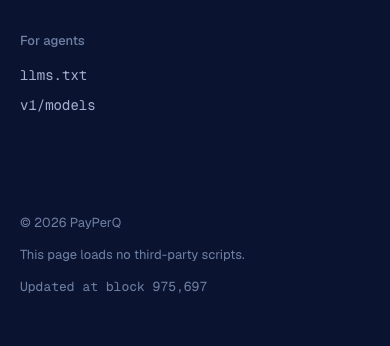 For agents
llms.txt
v1/models
© 2026 PayPerQ
This page loads no third-party scripts.
Updated at block 975,697